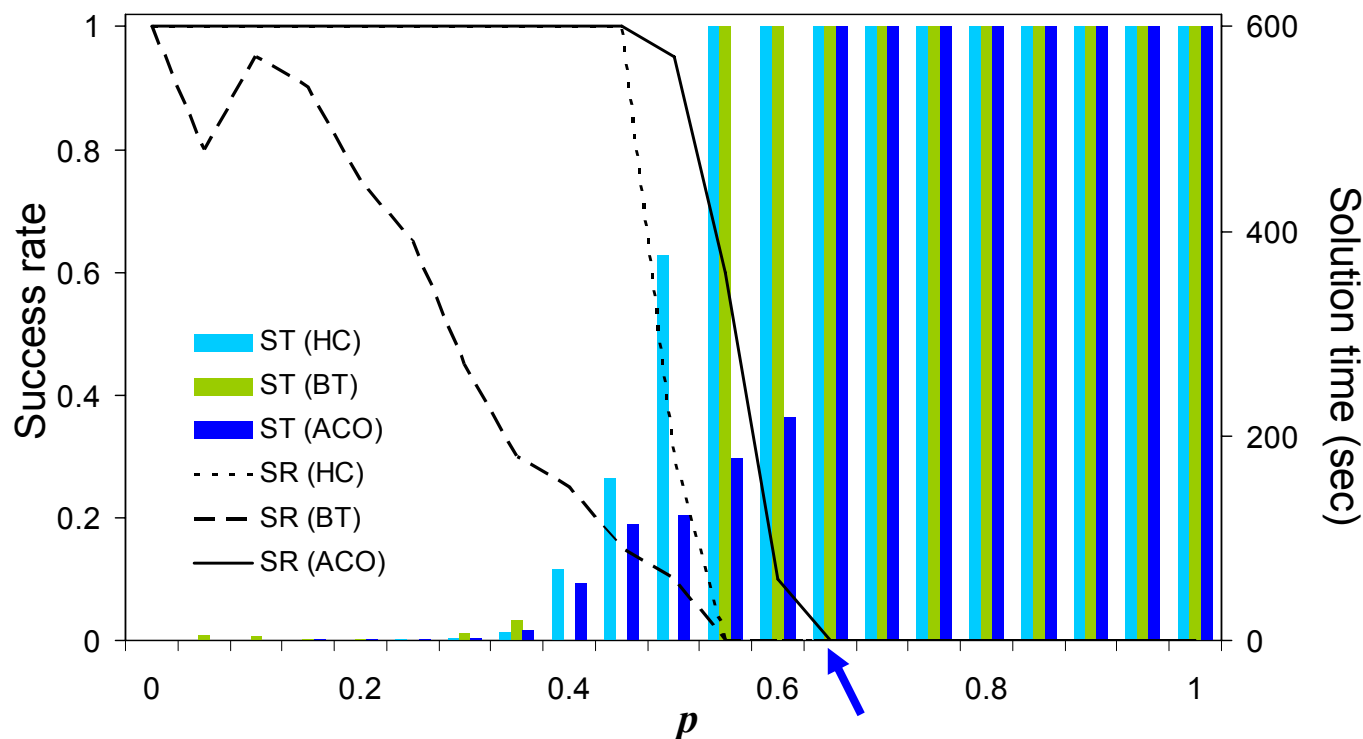 Success rate
1
0.8
0.6
0.4
0.2
0
ST (HC)
ST (BT)
ST (ACO)
SR (HC)
SR (BT)
SR (ACO)
600
400
200
0
Solution time (sec)
0 0.2 0.4 0.6 0.8 1
p